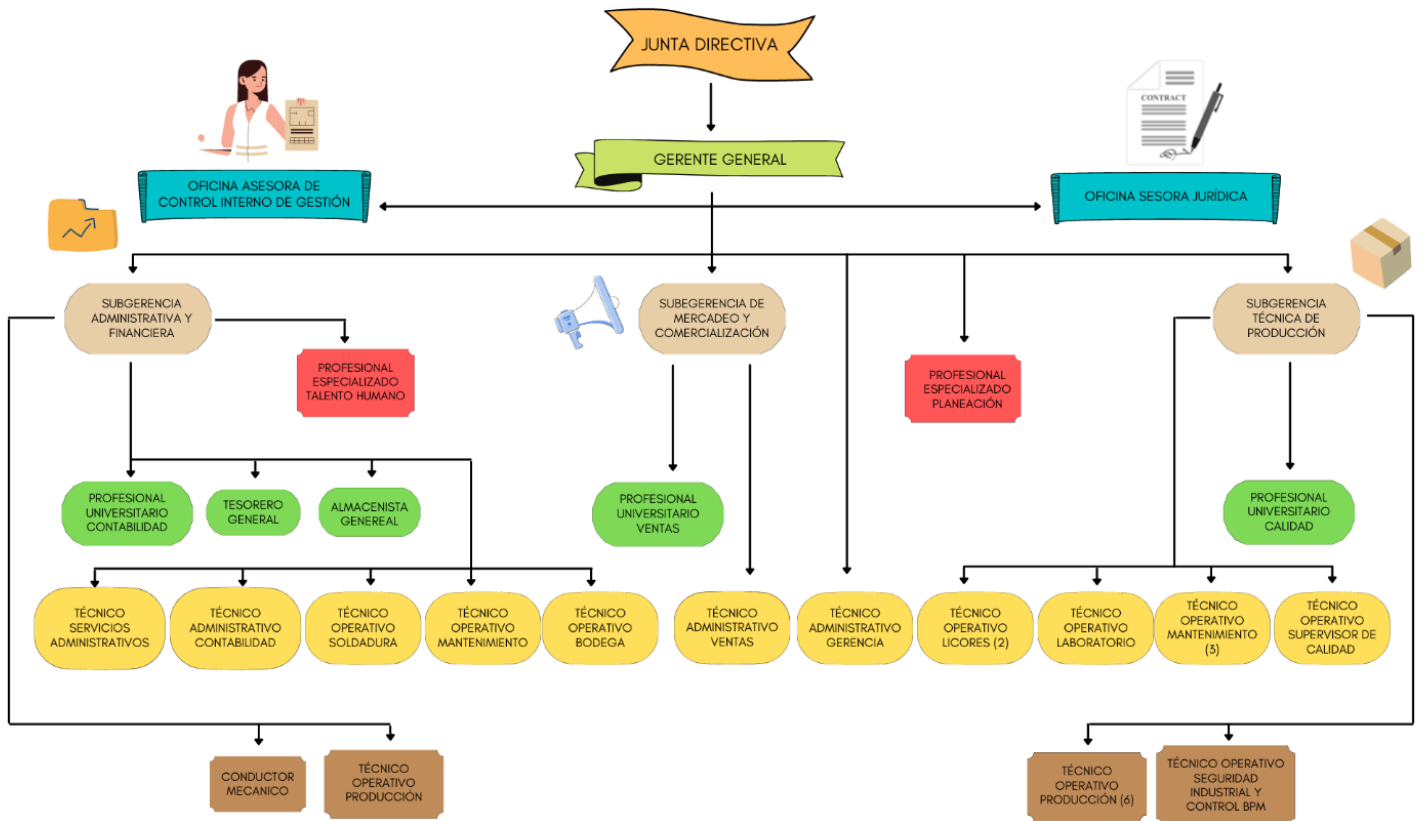 JUNTA DIRECTIVA
CONTRACT
GERENTE GENERAL
OFICINA ASESORA DE
CONTROL INTERNO DE GESTIÓN
OFICINA SESORA JURÍDICA
SUBGERENCIA
ADMINISTRATIVA Y
FINANCIERA
SUBEGERENCIA DE
MERCADEO Y
COMERCIALIZACIÓN
SUBGERENCIA
TÉCNICA DE
PRODUCCIÓN
PROFESIONAL
ESPECIALIZADO
TALENTO HUMANO
PROFESIONAL
ESPECIALIZADO
PLANEACIÓN
PROFESIONAL
UNIVERSITARIO
CONTABILIDAD
TESORERO
GENERAL
ALMACENISTA
GENEREAL
PROFESIONAL
UNIVERSITARIO
VENTAS
PROFESIONAL
UNIVERSITARIO
CALIDAD
TÉCNICO
SERVICIOS
ADMINISTRATIVOS
TÉCNICO
ADMINISTRATIVO
CONTABILIDAD
TÉCNICO
OPERATIVO
SOLDADURA
TÉCNICO
OPERATIVO
MANTENIMIENTO
TÉCNICO
OPERATIVO
BODEGA
TÉCNICO
ADMINISTRATIVO
VENTAS
TÉCNICO
ADMINISTRATIVO
GERENCIA
TÉCNICO
OPERATIVO
LICORES (2)
TÉCNICO
OPERATIVO
LABORATORIO
TÉCNICO
OPERATIVO
MANTENIMIENTO
(3)
TÉCNICO
OPERATIVO
SUPERVISOR DE
CALIDAD
CONDUCTOR
MECANICO
TÉCNICO
OPERATIVO
PRODUCCIÓN
TÉCNICO
OPERATIVO
PRODUCCIÓN (6)
TÉCNICO OPERATIVO
SEGURIDAD
INDUSTRIAL Y
CONTROL BPM